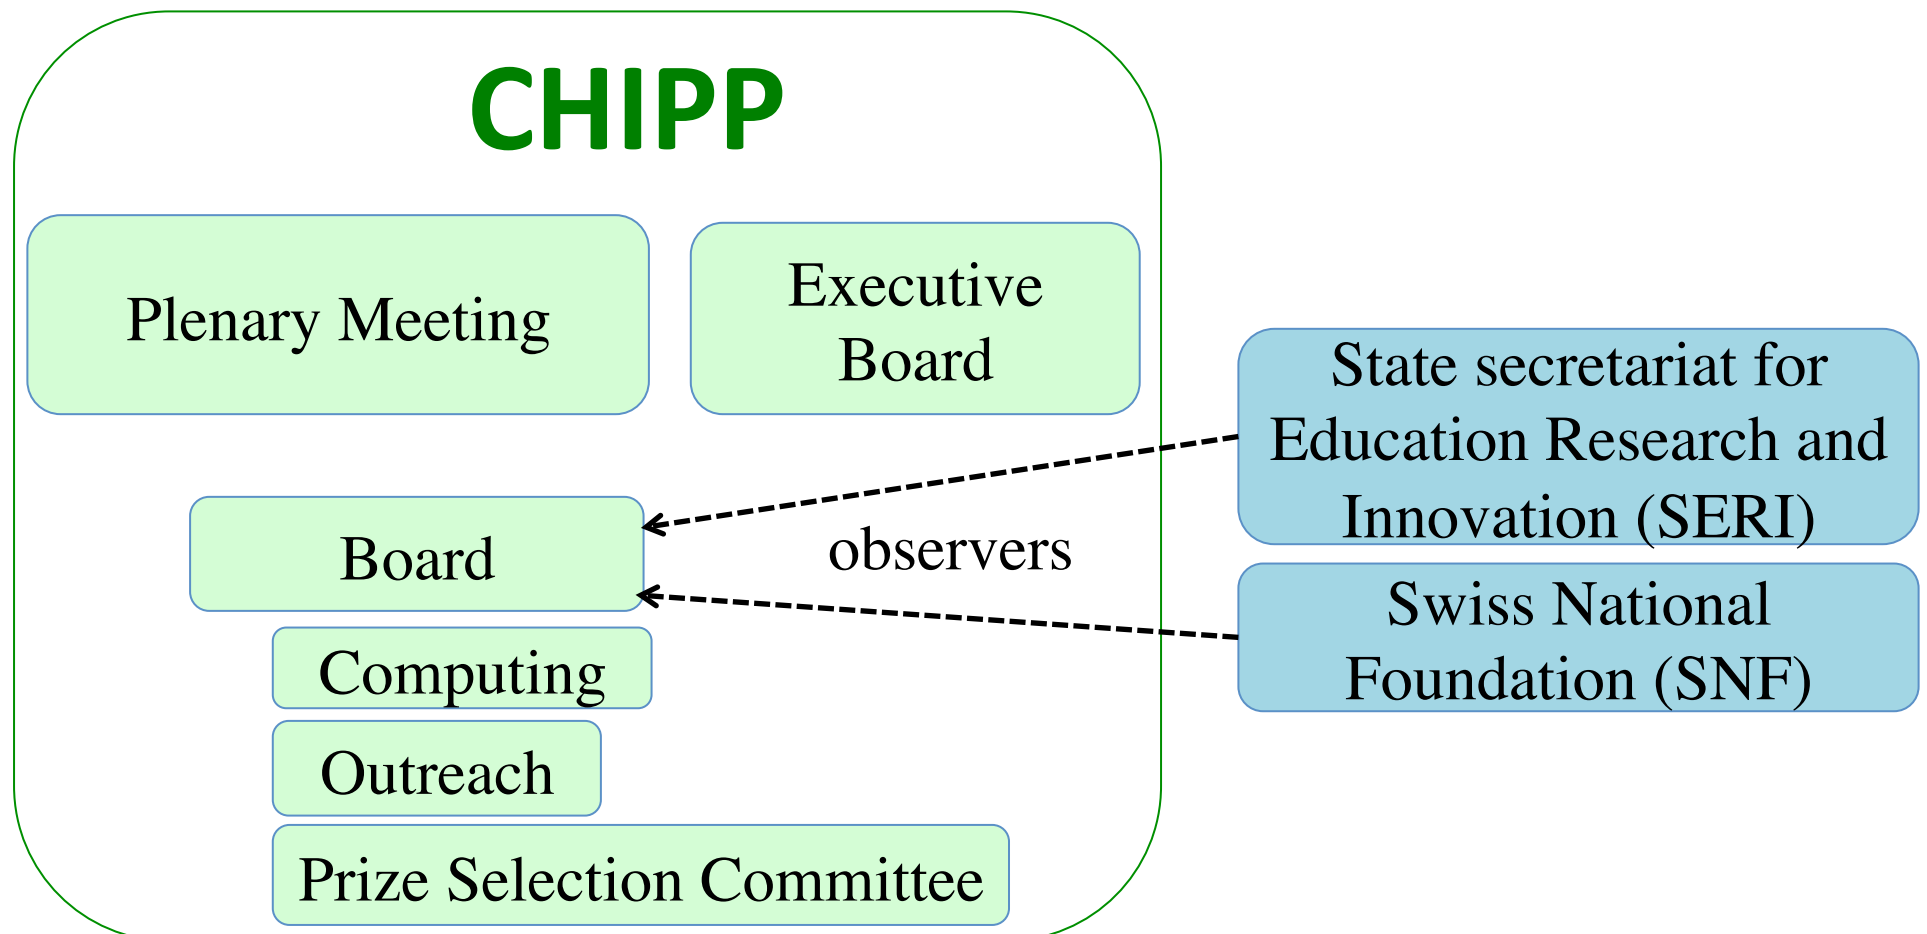 CHIPP
Plenary Meeting
Executive
Board
State secretariat for
Education Research and
Innovation (SERI)
Board
observers
Swiss National
Foundation (SNF)
Computing
Outreach
Prize Selection Committee